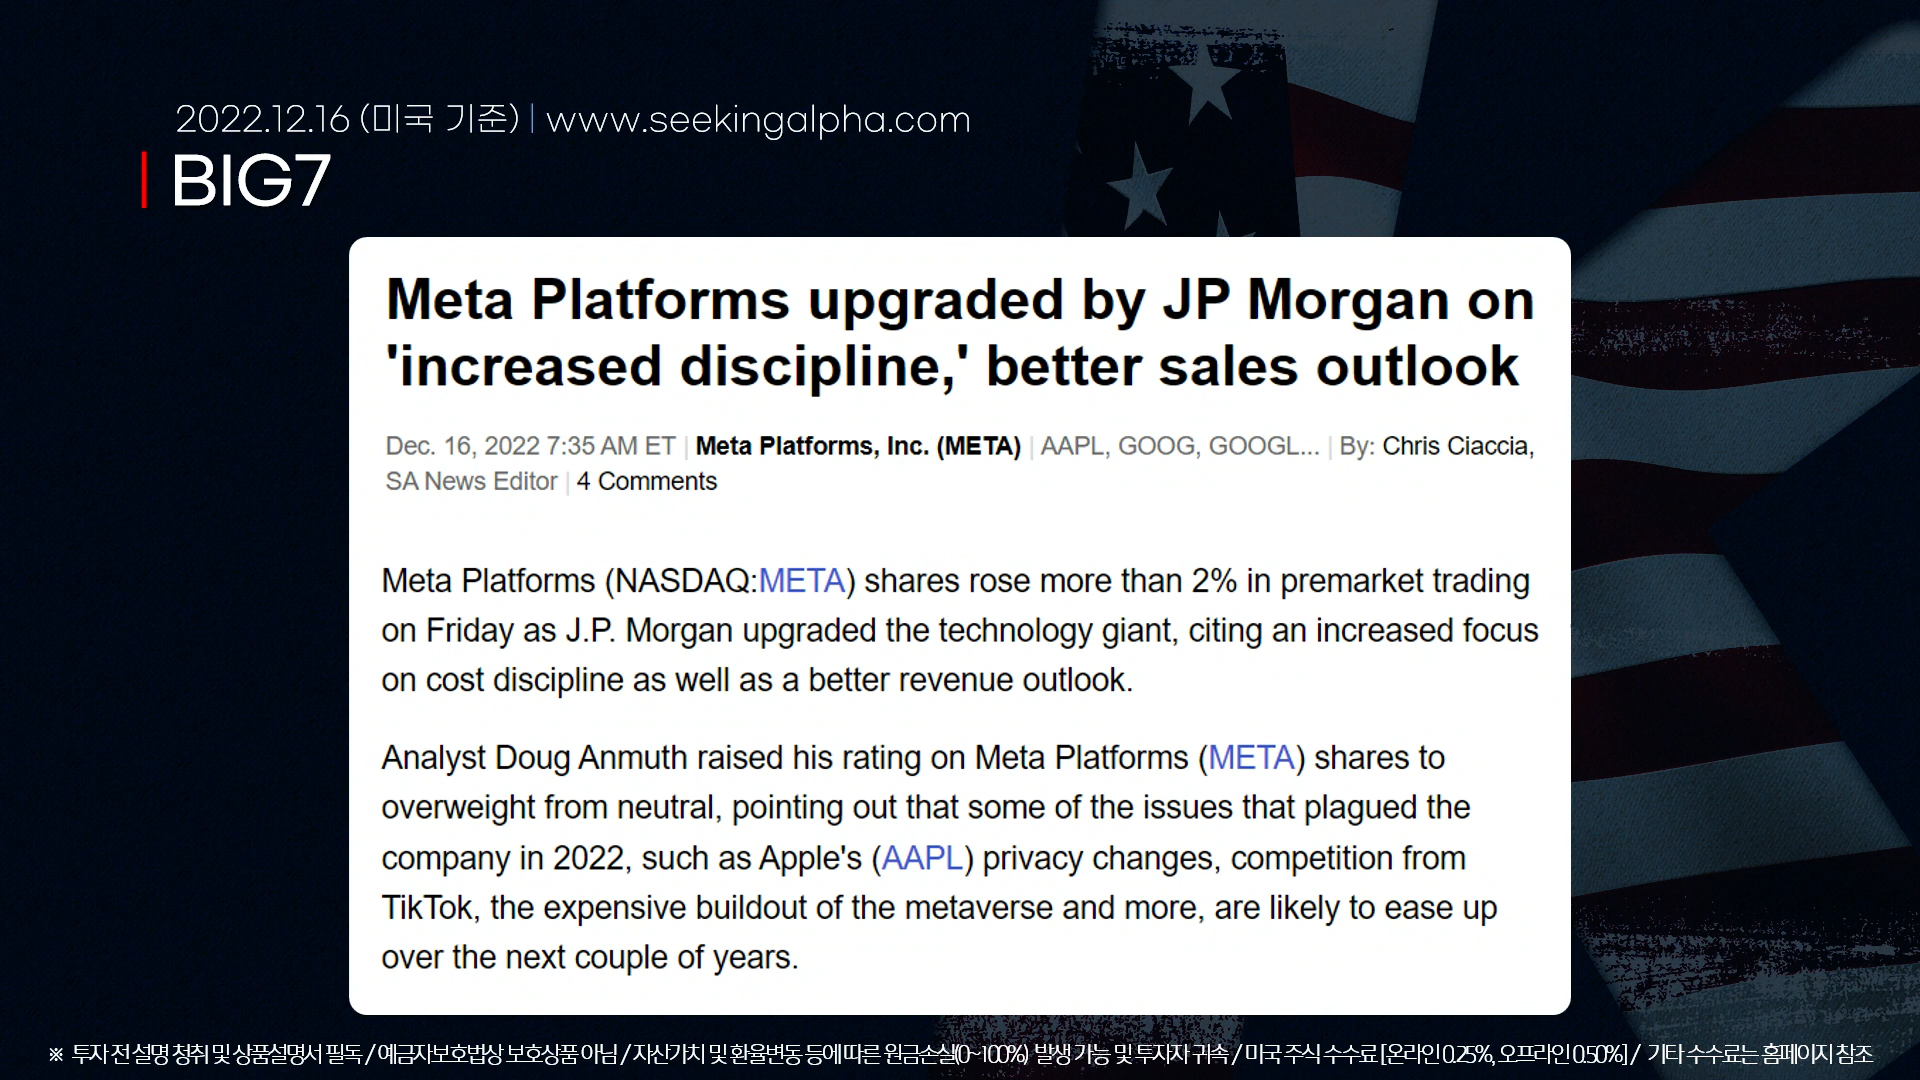 2022.12.16 (미국 기준) | www.seekingalpha.com
BIG7
Meta Platforms upgraded by JP Morgan on
'increased discipline,' better sales outlook
Dec. 16, 2022 7:35 AM ET | Meta Platforms, Inc. (META) | AAPL, GOOG, GOOGL... | By: Chris Ciaccia,
SA News Editor | 4 Comments
Meta Platforms (NASDAQ:META) shares rose more than 2% in premarket trading
on Friday as J.P. Morgan upgraded the technology giant, citing an increased focus
on cost discipline as well as a better revenue outlook.
Analyst Doug Anmuth raised his rating on Meta Platforms (META) shares to
overweight from neutral, pointing out that some of the issues that plagued the
company in 2022, such as Apple's (AAPL) privacy changes, competition from
TikTok, the expensive buildout of the metaverse and more, are likely to ease up
over the next couple of years.
※ 투자 전 설명 청취 및 상품설명서 필독 / 예금자보호법상 보호상품 아님 / 자산가치 및 환율변동 등에 따른 원금손실(0~100%) 발생 가능 및 투자자 귀속 / 미국 주식 수수료 [온라인 0.25%, 오프라인 0.50%] / 기타 수수료는 홈페이지 참조